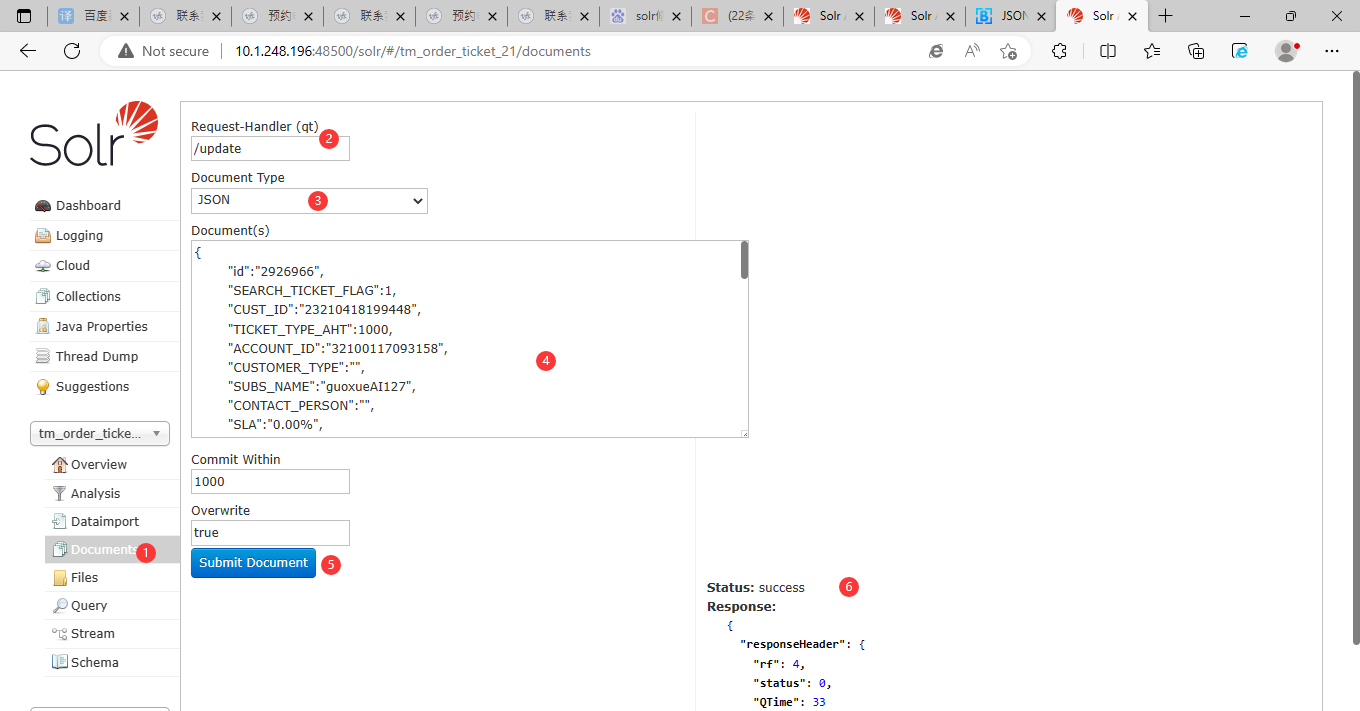 百度
联系
预约
联系
预约
联系
solr
(22条
Solr
Solr
JSON
Solr
Not secure
10.1.248.196:48500/solr/#/tm_order_ticket_21/documents
Solr
Dashboard
Logging
Cloud
Collections
Java Properties
Thread Dump
Suggestions
tm_order_ticke...
Overview
Analysis
Dataimport
Documents 1
Files
Query
Stream
Schema
Request-Handler (qt)
2
/update
Document Type
JSON 3
Document(s)
{
"id":"2926966",
"SEARCH_TICKET_FLAG":1,
"CUST_ID":"23210418199448",
"TICKET_TYPE_AHT":1000,
"ACCOUNT_ID":"32100117093158",
"CUSTOMER_TYPE":"",
4
"SUBS_NAME":"guoxueAI127",
"CONTACT_PERSON":"",
"SLA":"0.00%",
Commit Within
1000
Overwrite
true
Submit Document 5
Status: success 6
Response:
{
"responseHeader": {
"rf": 4,
"status": 0,
"QTime": 33